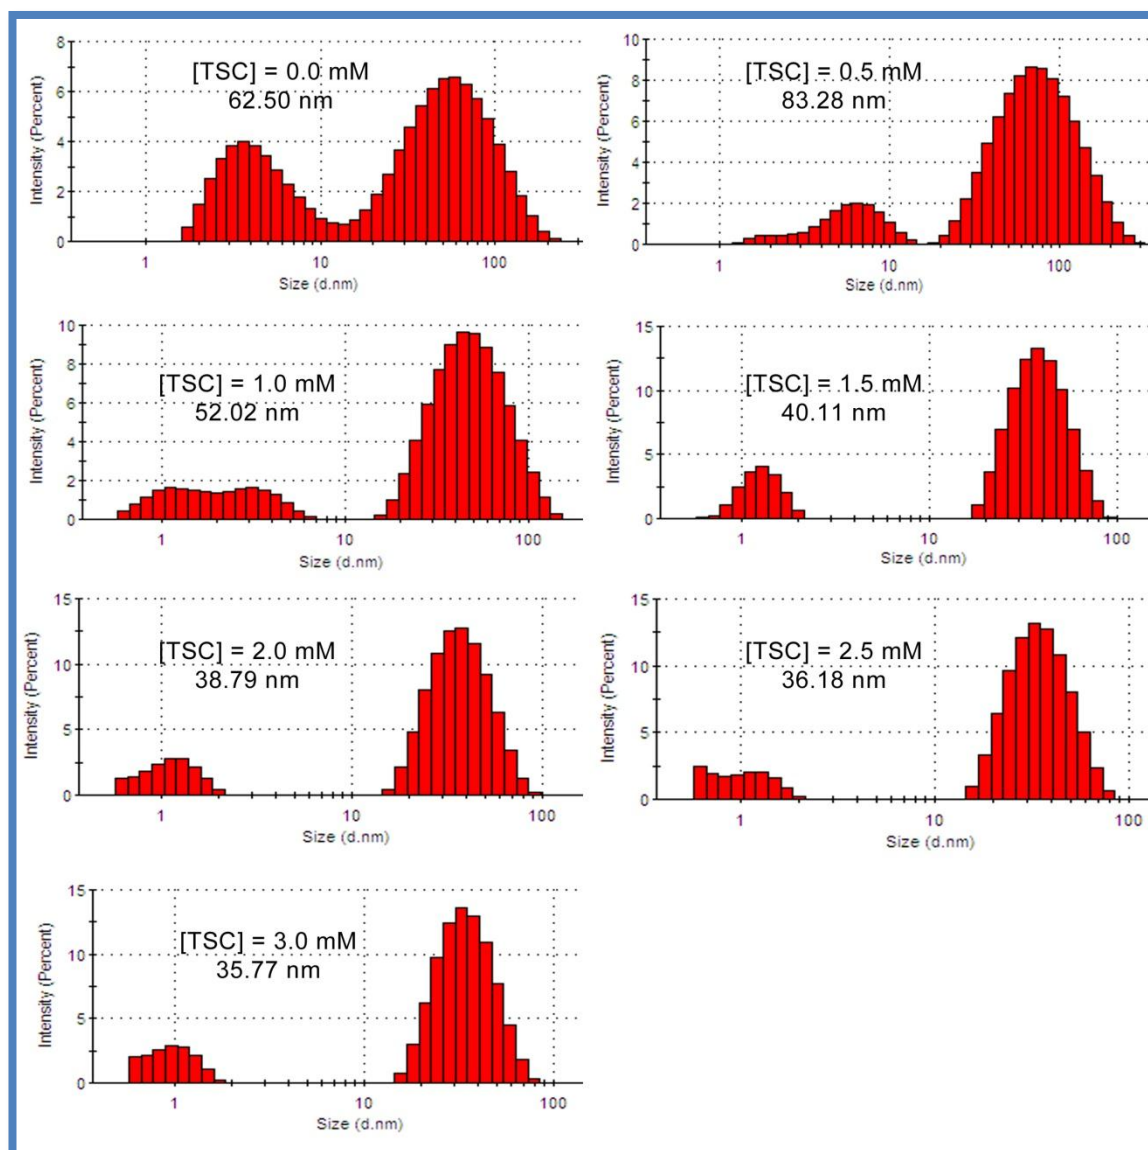 8
6
4
2
0
Intensity (Percent)
[TSC] = 0.0 mM
62.50 nm
1
10
100
Size (d.nm)
10
8
6
4
2
0
Intensity (Percent)
[TSC] = 0.5 mM
83.28 nm
1
10
100
Size (d.nm)
10
8
6
4
2
0
Intensity (Percent)
[TSC] = 1.0 mM
52.02 nm
1
10
100
Size (d.nm)
15
10
5
0
Intensity (Percent)
[TSC] = 1.5 mM
40.11 nm
1
10
100
Size (d.nm)
15
10
5
0
Intensity (Percent)
[TSC] = 2.0 mM
38.79 nm
1
10
100
Size (d.nm)
15
10
5
0
Intensity (Percent)
[TSC] = 2.5 mM
36.18 nm
1
10
100
Size (d.nm)
15
10
5
0
Intensity (Percent)
[TSC] = 3.0 mM
35.77 nm
1
10
100
Size (d.nm)